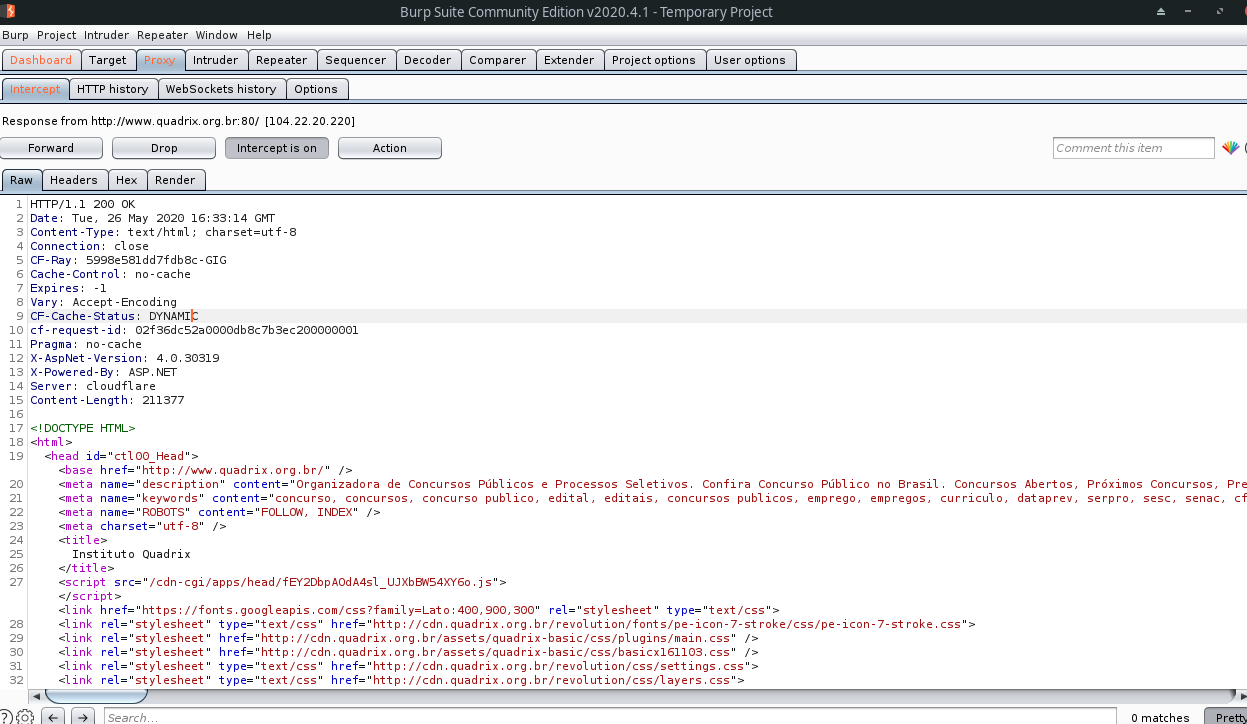 Burp Suite Community Edition v2020.4.1 - Temporary Project
Burp Project Intruder Repeater Window Help
Dashboard Target Proxy Intruder Repeater Sequencer Decoder Comparer Extender Project options User options
Intercept HTTP history WebSockets history Options
Response from http://www.quadrix.org.br:80/ [104.22.20.220]
Forward Drop Intercept is on Action Comment this item
Raw Headers Hex Render
1 HTTP/1.1 200 OK
2 Date: Tue, 26 May 2020 16:33:14 GMT
3 Content-Type: text/html; charset=utf-8
4 Connection: close
5 CF-Ray: 5998e581dd7fdb8c-GIG
6 Cache-Control: no-cache
7 Expires: -1
8 Vary: Accept-Encoding
9 CF-Cache-Status: DYNAMIC
10 cf-request-id: 02f36dc52a0000db8c7b3ec200000001
11 Pragma: no-cache
12 X-AspNet-Version: 4.0.30319
13 X-Powered-By: ASP.NET
14 Server: cloudflare
15 Content-Length: 211377
16
17 <!DOCTYPE HTML>
18 <html>
19 <head id="ctl00_Head">
<base href="http://www.quadrix.org.br/" />
20 <meta name="description" content="Organizadora de Concursos Públicos e Processos Seletivos. Confira Concurso Público no Brasil. Concursos Abertos, Próximos Concursos, Pre
21 <meta name="keywords" content="concurso, concursos, concurso publico, edital, editais, concursos publicos, emprego, empregos, curriculo, dataprev, serpro, sesc, senac, cf
22 <meta name="ROBOTS" content="FOLLOW, INDEX" />
23 <meta charset="utf-8" />
24 <title>
25 Instituto Quadrix
26 </title>
27 <script src="/cdn-cgi/apps/head/fEY2DbpAOdA4sl_UJXbBW54XY6o.js">
</script>
<link href="https://fonts.googleapis.com/css?family=Lato:400,900,300" rel="stylesheet" type="text/css">
28 <link rel="stylesheet" type="text/css" href="http://cdn.quadrix.org.br/revolution/fonts/pe-icon-7-stroke/css/pe-icon-7-stroke.css">
29 <link rel="stylesheet" href="http://cdn.quadrix.org.br/assets/quadrix-basic/css/plugins/main.css" />
30 <link rel="stylesheet" href="http://cdn.quadrix.org.br/assets/quadrix-basic/css/basicx161103.css" />
31 <link rel="stylesheet" type="text/css" href="http://cdn.quadrix.org.br/revolution/css/settings.css">
32 <link rel="stylesheet" type="text/css" href="http://cdn.quadrix.org.br/revolution/css/layers.css">
Search... 0 matches Pretty